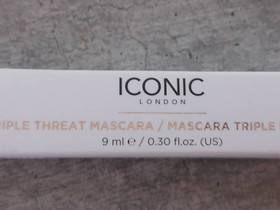 ICONIC
LONDON
RIPLE THREAT MASCARA / MASCARA TRIPLE
9 ml ℮ / 0.30 fl.oz. (US)